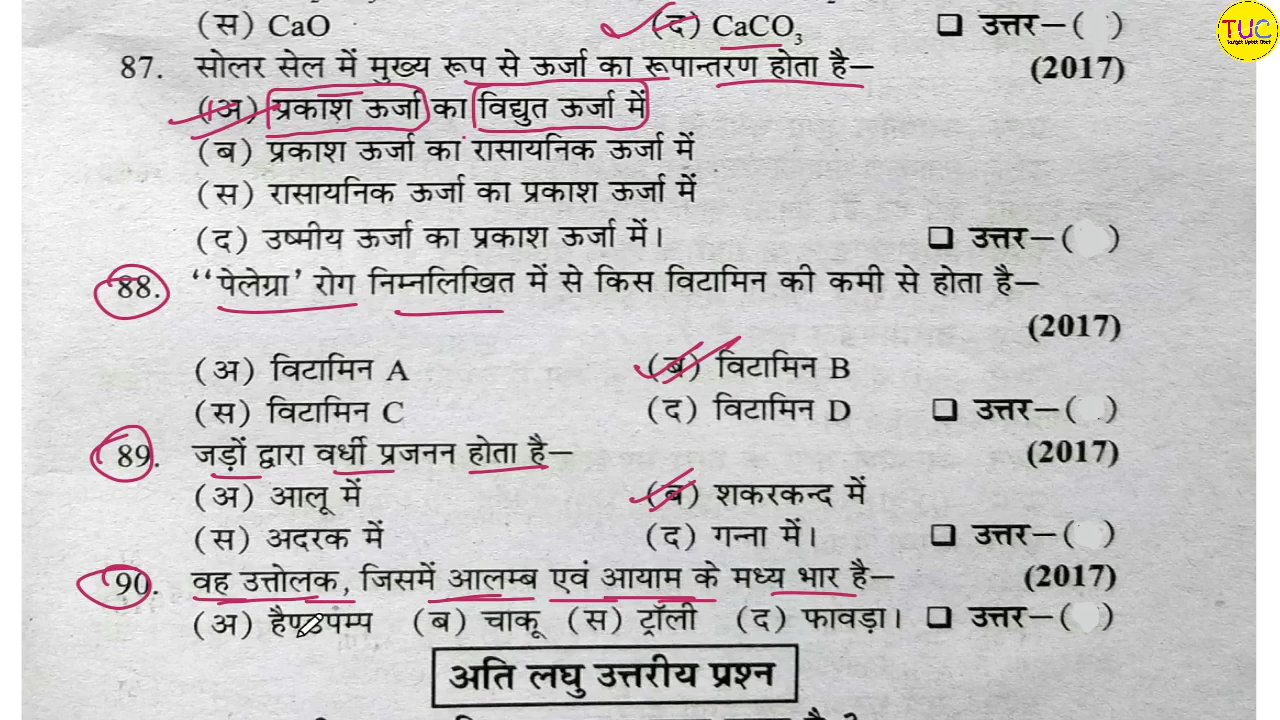 (स) CaO (द) CaCO₃ ❑ उत्तर–( )
TUC
87. सोलर सेल में मुख्य रूप से ऊर्जा का रूपान्तरण होता है– (2017)
(अ) प्रकाश ऊर्जा का विद्युत ऊर्जा में
(ब) प्रकाश ऊर्जा का रासायनिक ऊर्जा में
(स) रासायनिक ऊर्जा का प्रकाश ऊर्जा में
(द) उष्मीय ऊर्जा का प्रकाश ऊर्जा में। ❑ उत्तर–( )
88. ‘‘पेलेग्रा’ रोग निम्नलिखित में से किस विटामिन की कमी से होता है–
(2017)
(अ) विटामिन A (ब) विटामिन B
(स) विटामिन C (द) विटामिन D ❑ उत्तर–( )
89. जड़ों द्वारा वर्धी प्रजनन होता है– (2017)
(अ) आलू में (ब) शकरकन्द में
(स) अदरक में (द) गन्ना में। ❑ उत्तर–( )
90. वह उत्तोलक, जिसमें आलम्ब एवं आयाम के मध्य भार है– (2017)
(अ) हैण्डपम्प (ब) चाकू (स) ट्रॉली (द) फावड़ा। ❑ उत्तर–( )
अति लघु उत्तरीय प्रश्न